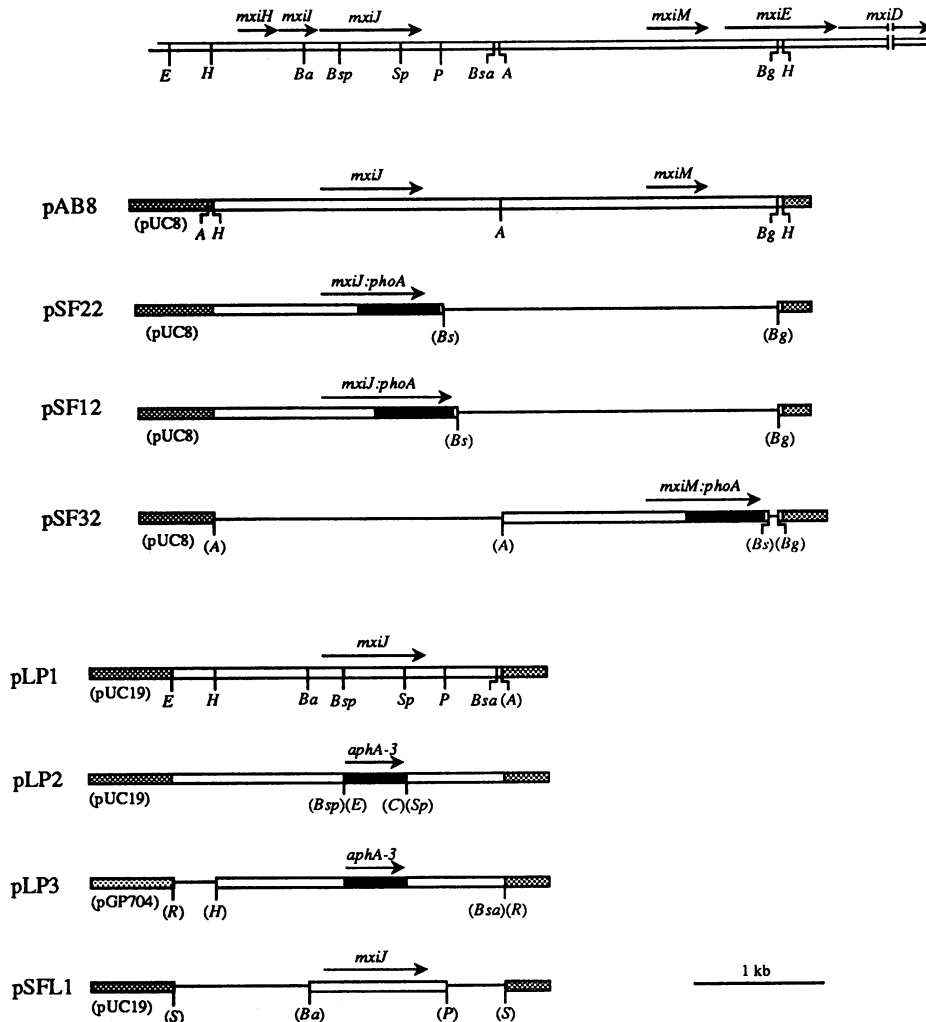 mxiH mxiI mxiJ mxiM mxiE mxiD
E H Ba Bsp Sp P Bsa A Bg H
mxiJ mxiM
pAB8
(pUC8) A H A Bg H
mxiJ:phoA
pSF22
(pUC8) (Bs) (Bg)
mxiJ:phoA
pSF12
(pUC8) (Bs) (Bg)
mxiM:phoA
pSF32
(pUC8) (A) (A) (Bs) (Bg)
mxiJ
pLP1
(pUC19) E H Ba Bsp Sp P Bsa (A)
aphA-3
pLP2
(pUC19) (Bsp)(E) (C)(Sp)
aphA-3
pLP3
(pGP704) (R) (H) (Bsa)(R)
mxiJ
1 kb
pSFL1
(pUC19) (S) (Ba) (P) (S)